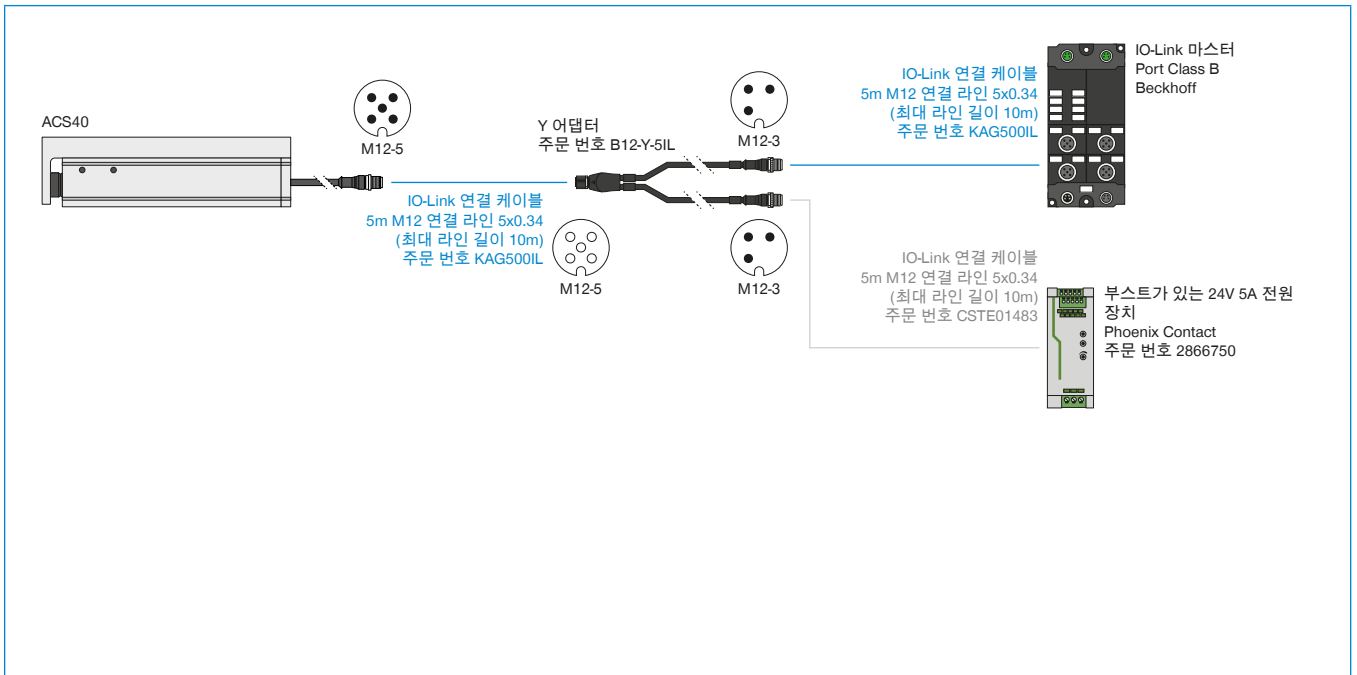 ACS40
M12-5
IO-Link 연결 케이블
5m M12 연결 라인 5x0.34
(최대 라인 길이 10m)
주문 번호 KAG500IL
Y 어댑터
주문 번호 B12-Y-5IL
M12-5
M12-3
M12-3
IO-Link 연결 케이블
5m M12 연결 라인 5x0.34
(최대 라인 길이 10m)
주문 번호 KAG500IL
IO-Link 마스터
Port Class B
Beckhoff
IO-Link 연결 케이블
5m M12 연결 라인 5x0.34
(최대 라인 길이 10m)
주문 번호 CSTE01483
부스트가 있는 24V 5A 전원
장치
Phoenix Contact
주문 번호 2866750